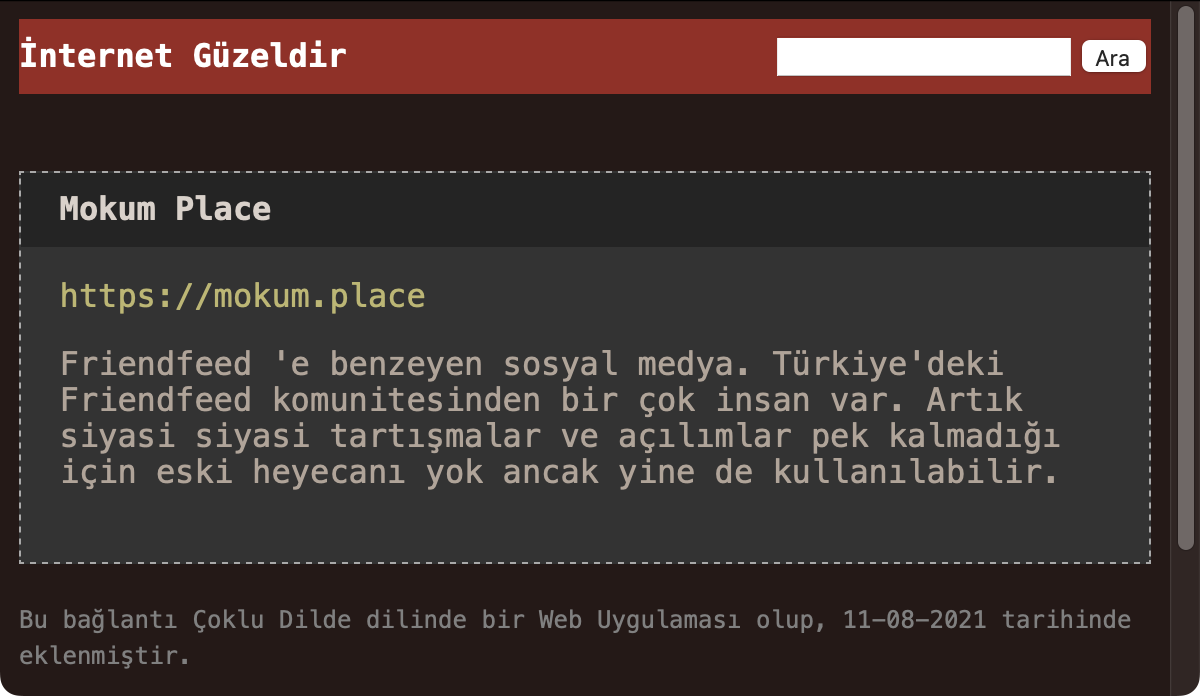 İnternet Güzeldir
Ara
Mokum Place
https://mokum.place
Friendfeed 'e benzeyen sosyal medya. Türkiye'deki
Friendfeed komunitesinden bir çok insan var. Artık
siyasi siyasi tartışmalar ve açılımlar pek kalmadığı
için eski heyecanı yok ancak yine de kullanılabilir.
Bu bağlantı Çoklu Dilde dilinde bir Web Uygulaması olup, 11-08-2021 tarihinde
eklenmiştir.